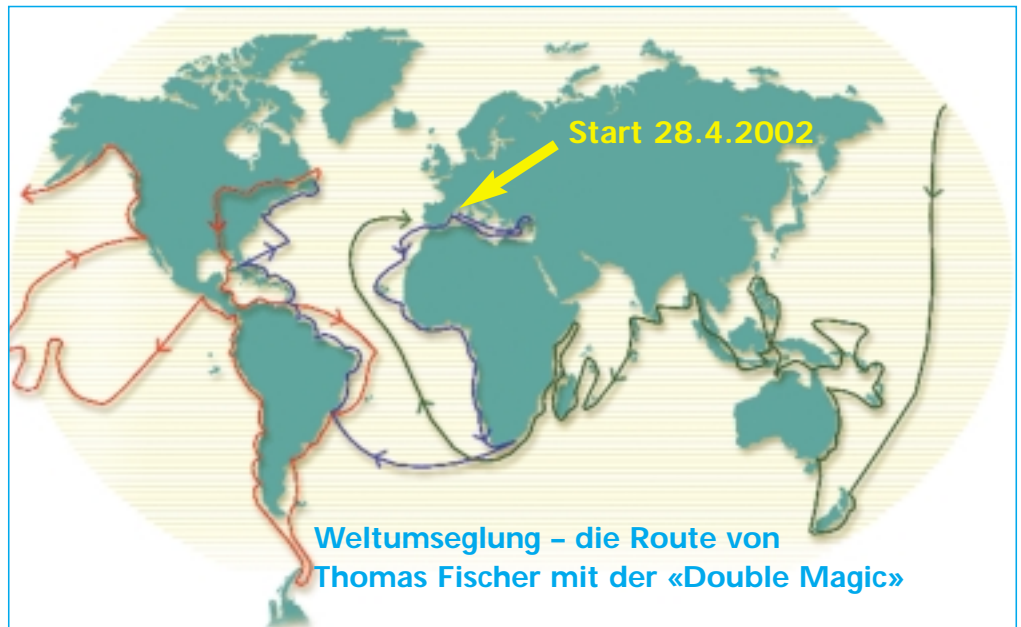 Start 28.4.2002
Weltumseglung – die Route von
Thomas Fischer mit der «Double Magic»